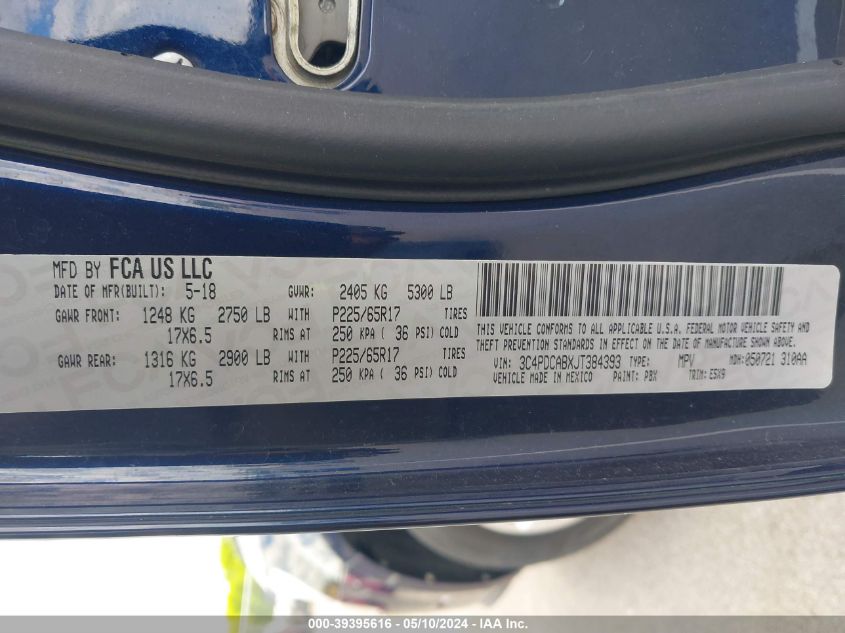 MFD BY FCA US LLC
DATE OF MFR(BUILT): 5-18 GVWR: 2405 KG 5300 LB
GAWR FRONT: 1248 KG 2750 LB WITH P225/65R17 TIRES
17X6.5 RIMS AT 250 KPA ( 36 PSI) COLD
GAWR REAR: 1316 KG 2900 LB WITH P225/65R17 TIRES
17X6.5 RIMS AT 250 KPA ( 36 PSI) COLD
THIS VEHICLE CONFORMS TO ALL APPLICABLE U.S.A. FEDERAL MOTOR VEHICLE SAFETY AND
THEFT PREVENTION STANDARDS IN EFFECT ON THE DATE OF MANUFACTURE SHOWN ABOVE.
VIN: 3C4PDCABXJT384393 TYPE: MPV MDH: 050721 310AA
VEHICLE MADE IN MEXICO PAINT: PBX TRIM: E5X9
000-39395616 - 05/10/2024 - IAA Inc.